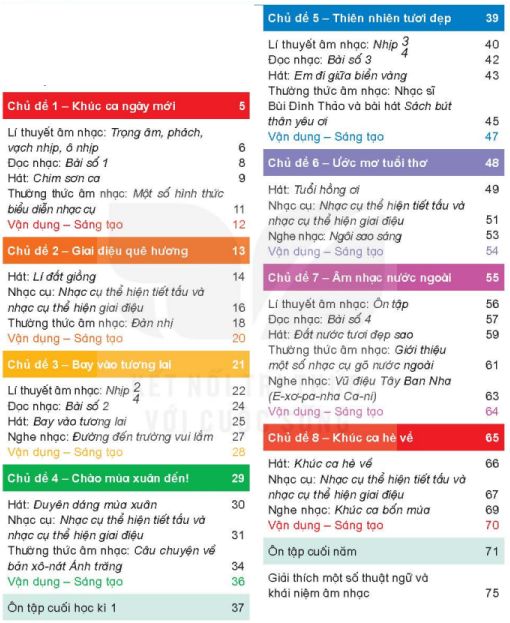 Chủ đề 1 – Khúc ca ngày mới 5
Lí thuyết âm nhạc: Trọng âm, phách,
vạch nhịp, ô nhịp 6
Đọc nhạc: Bài số 1 8
Hát: Chim sơn ca 9
Thường thức âm nhạc: Một số hình thức
biểu diễn nhạc cụ 11
Vận dụng – Sáng tạo 12
Chủ đề 2 – Giai điệu quê hương 13
Hát: Lí đất giồng 14
Nhạc cụ: Nhạc cụ thể hiện tiết tấu và
nhạc cụ thể hiện giai điệu 16
Thường thức âm nhạc: Đàn nhị 18
Vận dụng – Sáng tạo 20
Chủ đề 3 – Bay vào tương lai 21
Lí thuyết âm nhạc: Nhịp 2/4 22
Đọc nhạc: Bài số 2 24
Hát: Bay vào tương lai 25
Nghe nhạc: Đường đến trường vui lắm 27
Vận dụng – Sáng tạo 28
Chủ đề 4 – Chào mùa xuân đến! 29
Hát: Duyên dáng mùa xuân 30
Nhạc cụ: Nhạc cụ thể hiện tiết tấu và
nhạc cụ thể hiện giai điệu 31
Thường thức âm nhạc: Câu chuyện về
bản xô-nát Ánh trăng 34
Vận dụng – Sáng tạo 36
Ôn tập cuối học kì 1 37
Chủ đề 5 – Thiên nhiên tươi đẹp 39
Lí thuyết âm nhạc: Nhịp 3/4 40
Đọc nhạc: Bài số 3 42
Hát: Em đi giữa biển vàng 43
Thường thức âm nhạc: Nhạc sĩ
Bùi Đình Thảo và bài hát Sách bút
thân yêu ơi 45
Vận dụng – Sáng tạo 47
Chủ đề 6 – Ước mơ tuổi thơ 48
Hát: Tuổi hồng ơi 49
Nhạc cụ: Nhạc cụ thể hiện tiết tấu và
nhạc cụ thể hiện giai điệu 51
Nghe nhạc: Ngôi sao sáng 53
Vận dụng – Sáng tạo 54
Chủ đề 7 – Âm nhạc nước ngoài 55
Lí thuyết âm nhạc: Ôn tập 56
Đọc nhạc: Bài số 4 57
Hát: Đất nước tươi đẹp sao 59
Thường thức âm nhạc: Giới thiệu
một số nhạc cụ gõ nước ngoài 61
Nghe nhạc: Vũ điệu Tây Ban Nha
(E-xơ-pa-nha Ca-ni) 63
Vận dụng – Sáng tạo 64
Chủ đề 8 – Khúc ca hè về 65
Hát: Khúc ca hè về 66
Nhạc cụ: Nhạc cụ thể hiện tiết tấu và
nhạc cụ thể hiện giai điệu 67
Nghe nhạc: Khúc ca bốn mùa 69
Vận dụng – Sáng tạo 70
Ôn tập cuối năm 71
Giải thích một số thuật ngữ và
khái niệm âm nhạc 75